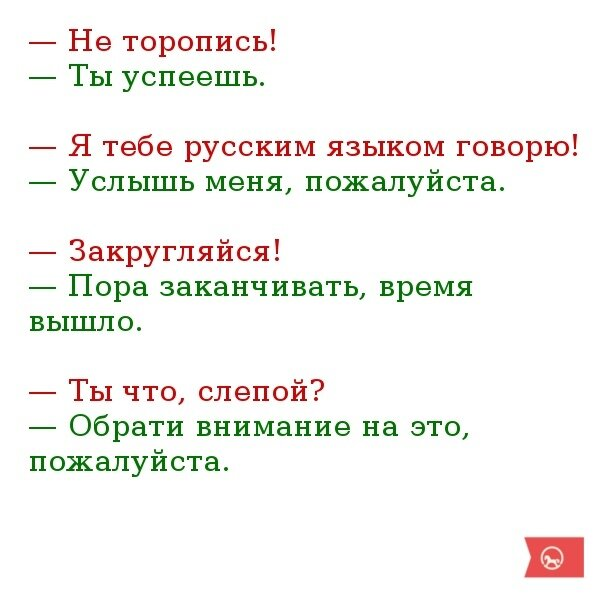 — Не торопись!
— Ты успеешь.
— Я тебе русским языком говорю!
— Услышь меня, пожалуйста.
— Закругляйся!
— Пора заканчивать, время
вышло.
— Ты что, слепой?
— Обрати внимание на это,
пожалуйста.